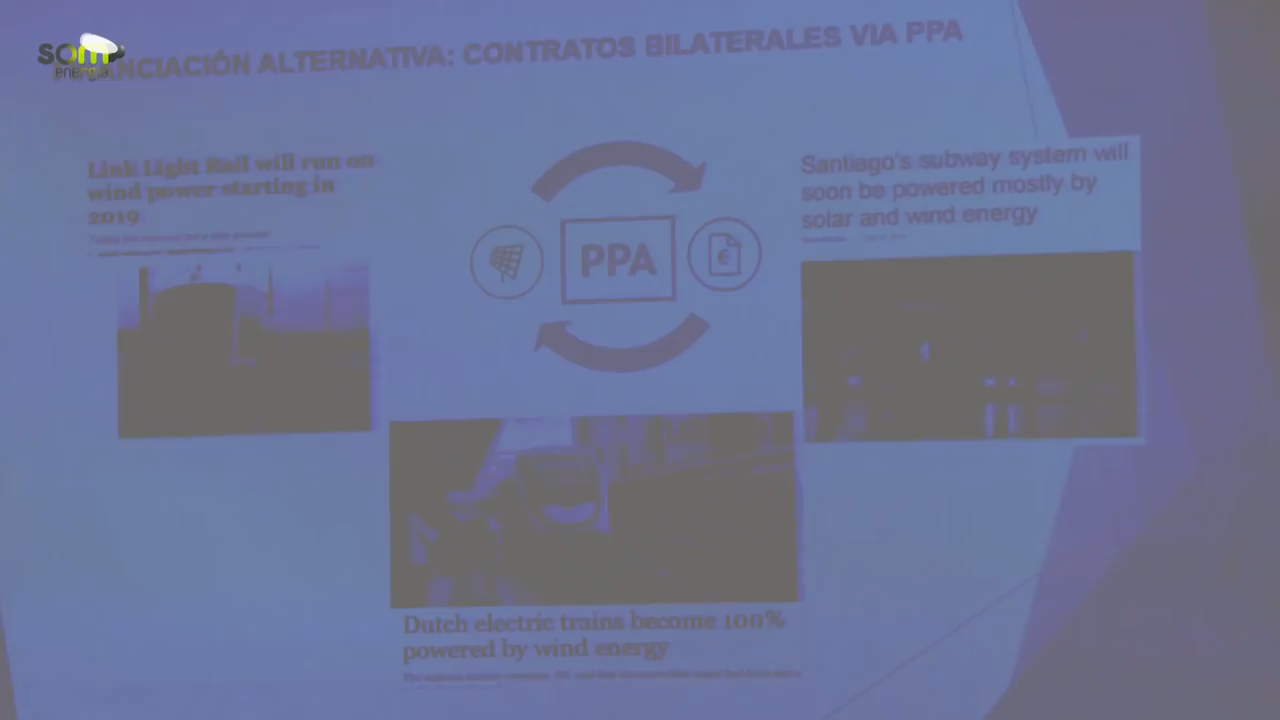 som
energia
NCIACIÓN ALTERNATIVA: CONTRATOS BILATERALES VIA PPA
Link Light Rail will run on
wind power starting in
2019
PPA
€
Santiago's subway system will
soon be powered mostly by
solar and wind energy
Dutch electric trains become 100%
powered by wind energy